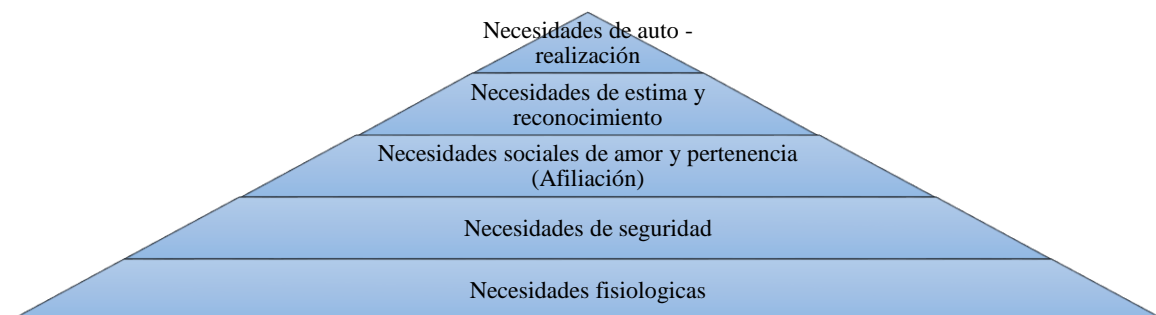 Necesidades de auto -
realización
Necesidades de estima y
reconocimiento
Necesidades sociales de amor y pertenencia
(Afiliación)
Necesidades de seguridad
Necesidades fisiologicas